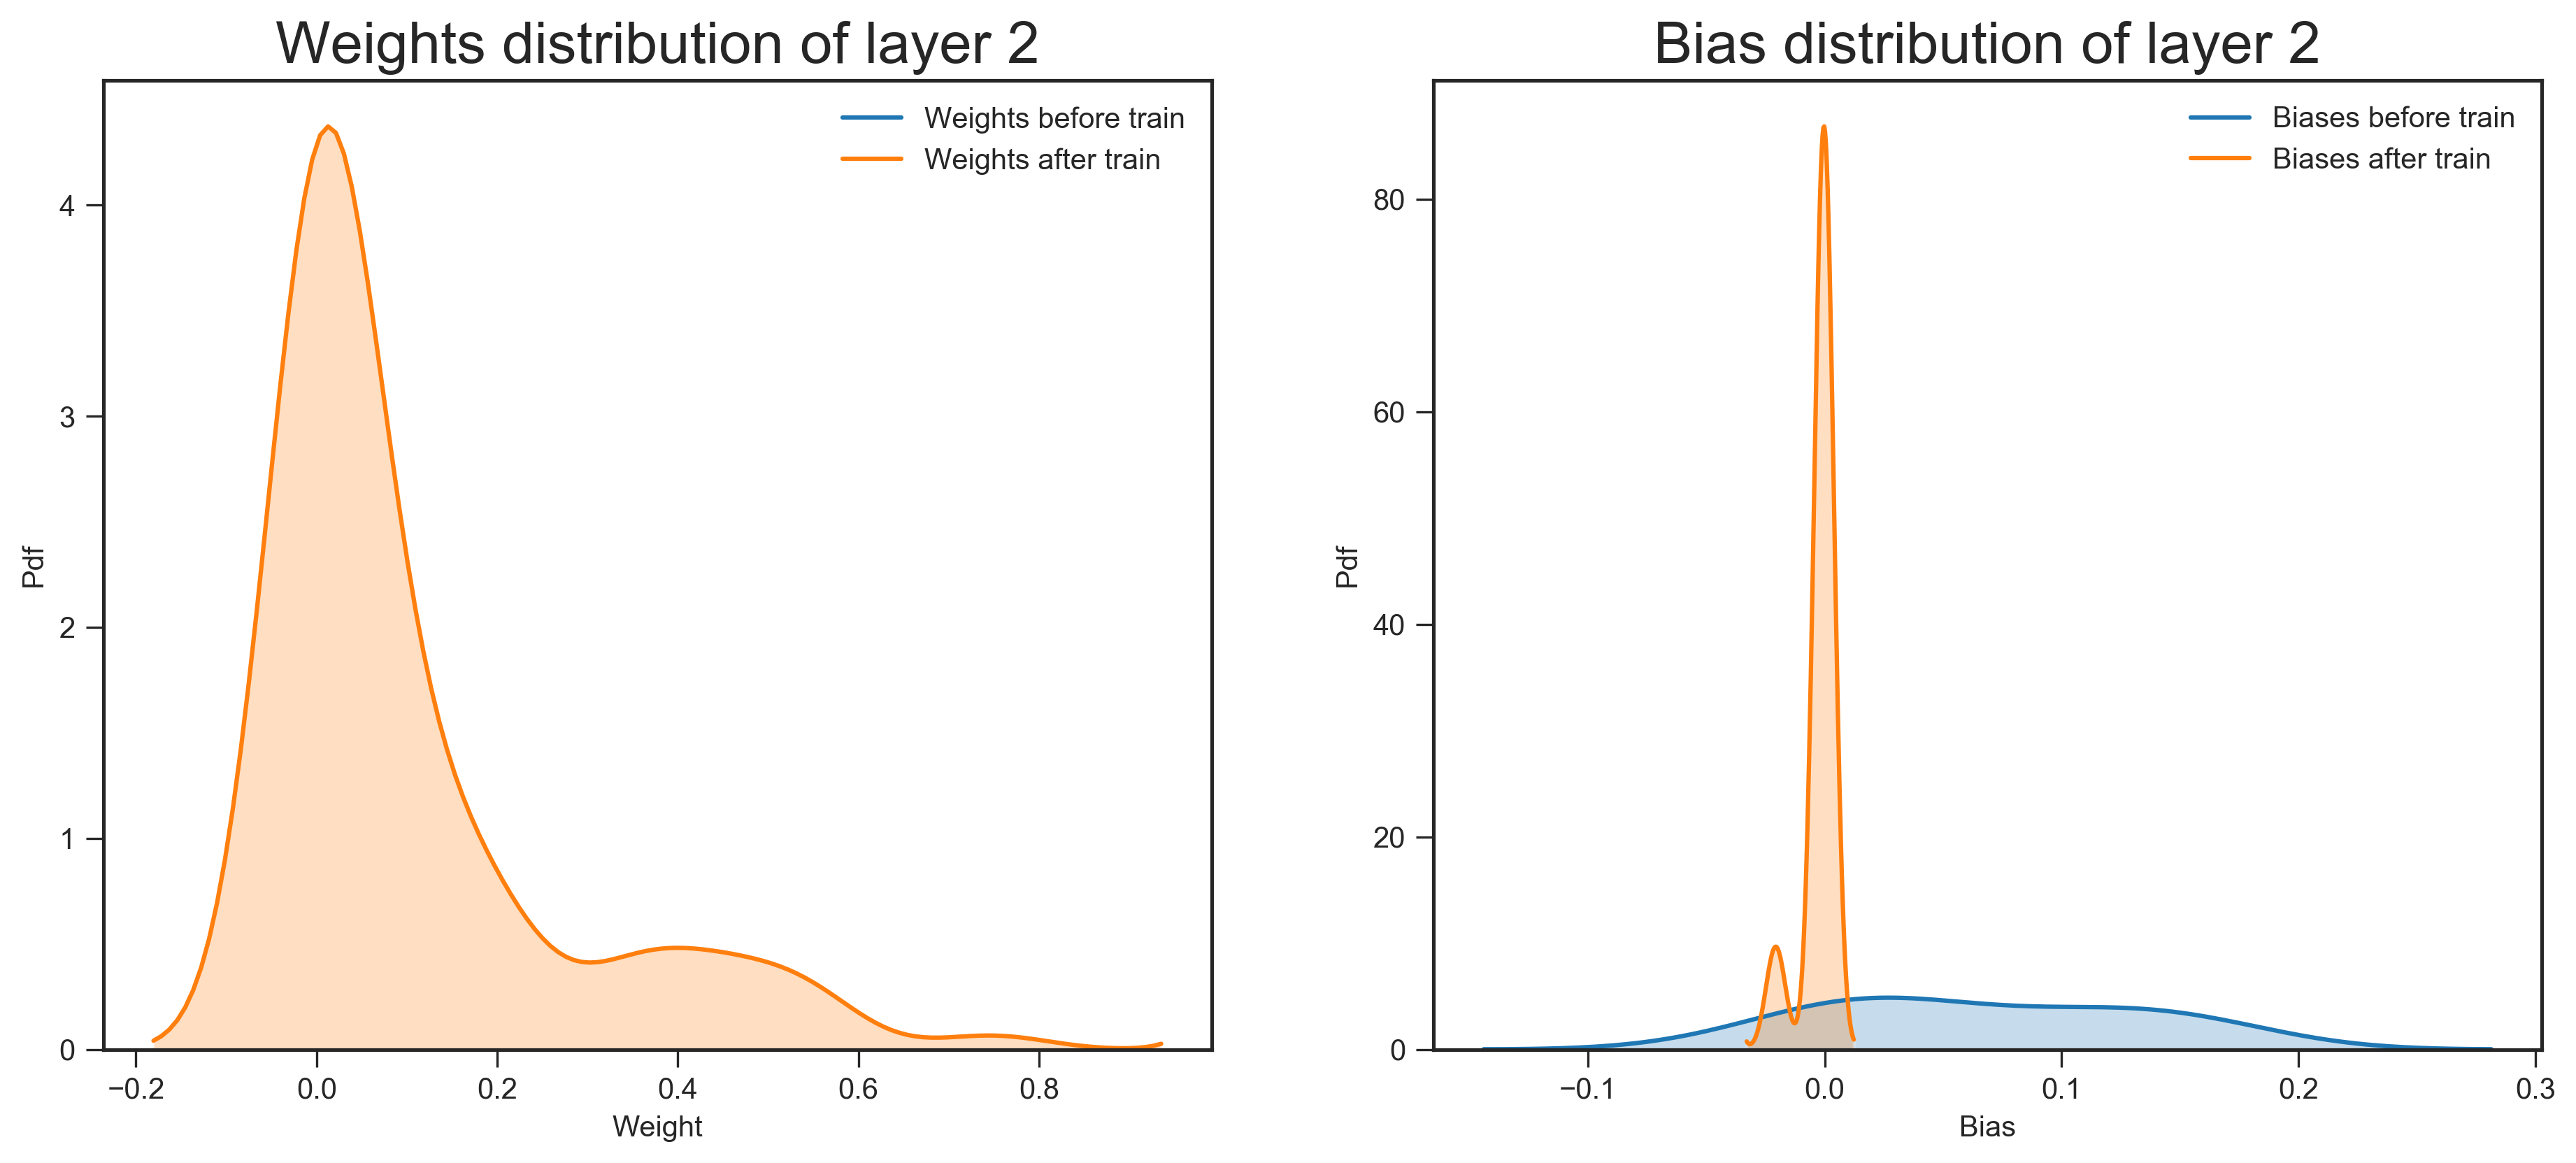 Weights distribution of layer 2
Weights before train
Weights after train
Pdf
4
3
2
1
0
−0.2 0.0 0.2 0.4 0.6 0.8
Weight
Bias distribution of layer 2
Biases before train
Biases after train
Pdf
80
60
40
20
0
−0.1 0.0 0.1 0.2 0.3
Bias